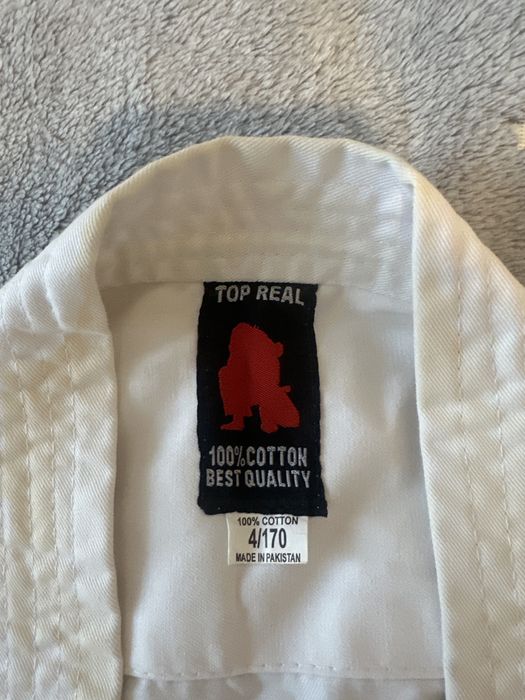 TOP REAL
100% COTTON
BEST QUALITY
100% COTTON
4/170
MADE IN PAKISTAN